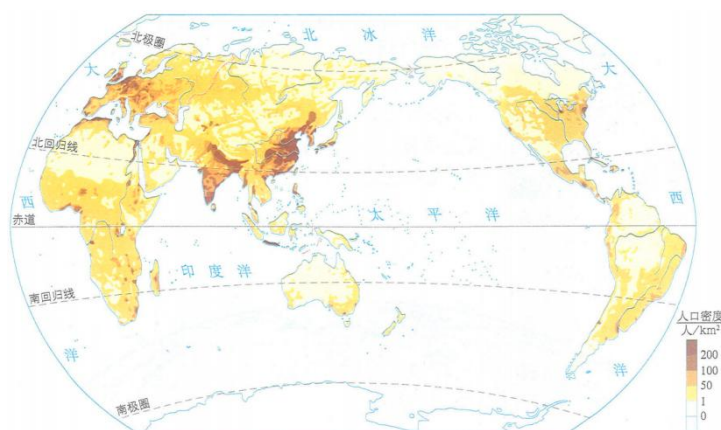 北极圈
北冰洋
大
大
北回归线
西
太平洋
西
赤道
印度洋
南回归线
洋
洋
南极圈
人口密度
人/km²
200
100
50
1
0